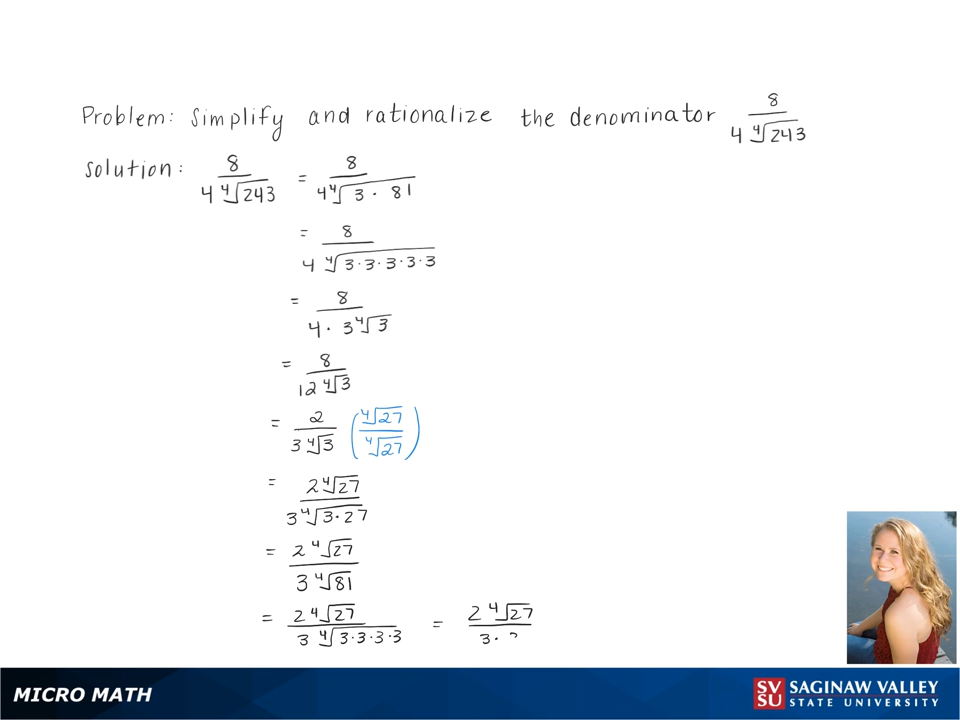 Problem: Simplify and rationalize the denominator 8 / 4 ∜243
Solution: 8 / 4 ∜243 = 8 / 4 ∜3 · 81
= 8 / 4 ∜3·3·3·3·3
= 8 / 4 · 3 ∜3
= 8 / 12 ∜3
= 2 / 3 ∜3 (∜27 / ∜27)
= 2 ∜27 / 3 ∜3·27
= 2 ∜27 / 3 ∜81
= 2 ∜27 / 3 ∜3·3·3·3 = 2 ∜27 / 3 ·
MICRO MATH
SVSU SAGINAW VALLEY
STATE UNIVERSITY